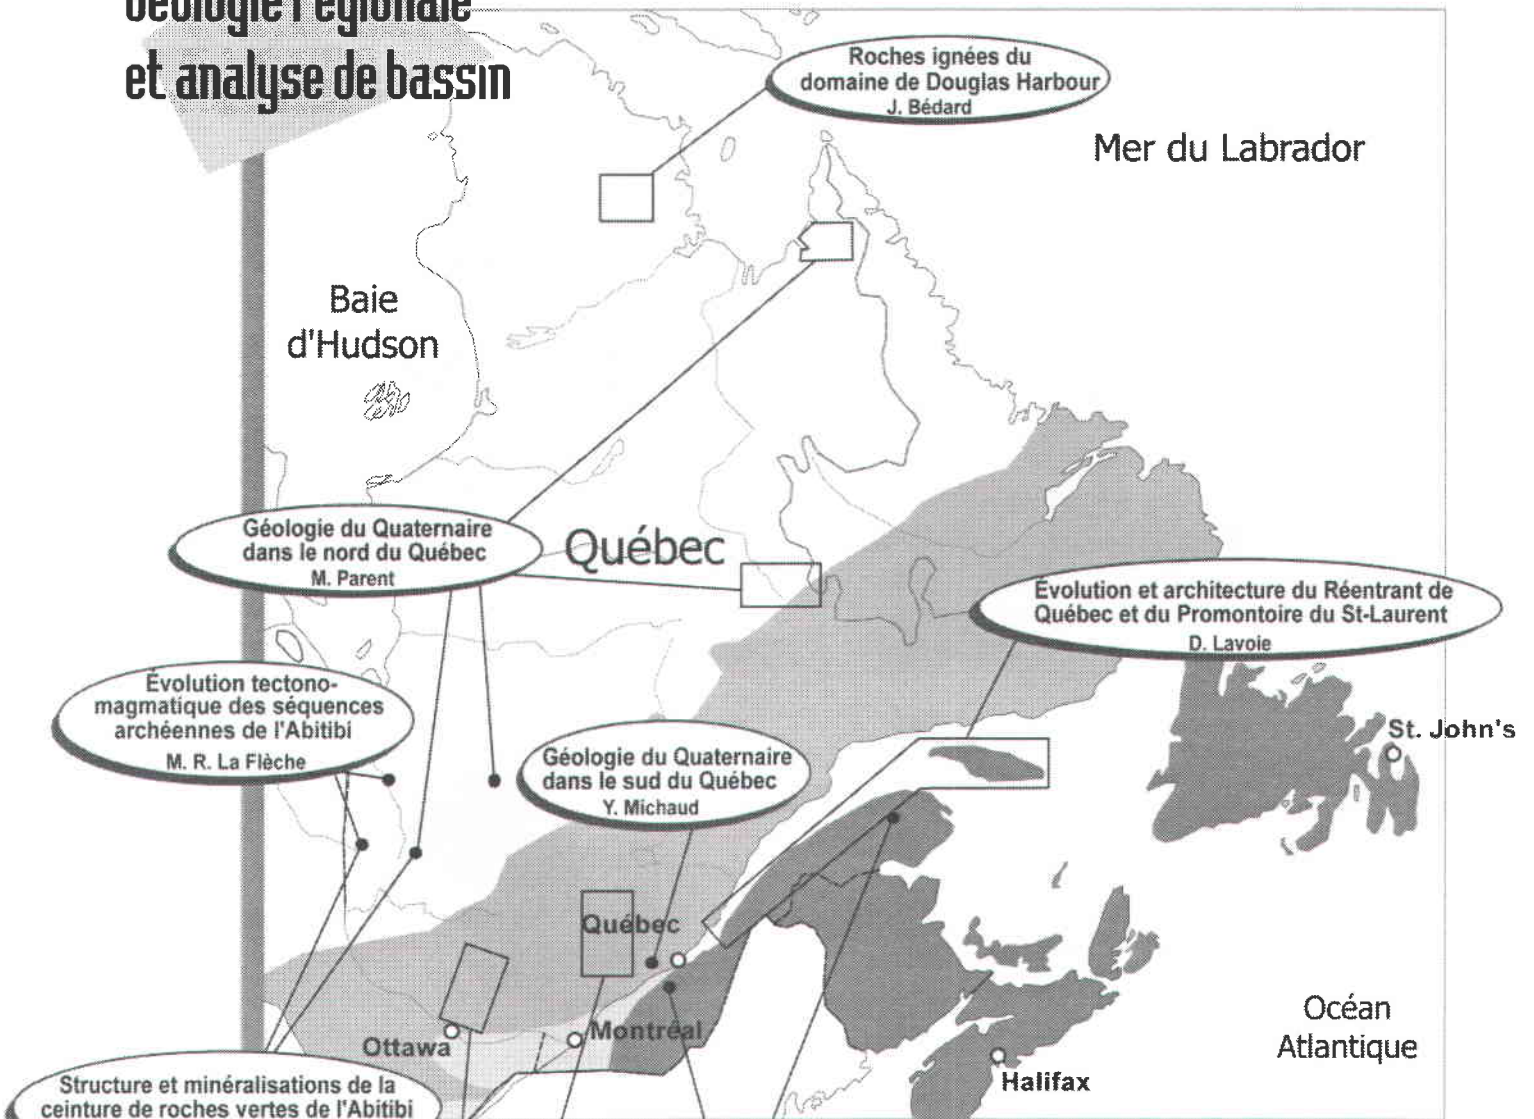 Géologie régionale
et analyse de bassin
Roches ignées du
domaine de Douglas Harbour
J. Bédard
Mer du Labrador
Baie
d'Hudson
Géologie du Quaternaire
dans le nord du Québec
M. Parent
Québec
Évolution et architecture du Réentrant de
Québec et du Promontoire du St-Laurent
D. Lavoie
Évolution tectono-
magmatique des séquences
archéennes de l'Abitibi
M. R. La Flèche
Géologie du Quaternaire
dans le sud du Québec
Y. Michaud
St. John's
Québec
Montréal
Ottawa
Océan
Atlantique
Halifax
Structure et minéralisations de la
ceinture de roches vertes de l'Abitibi